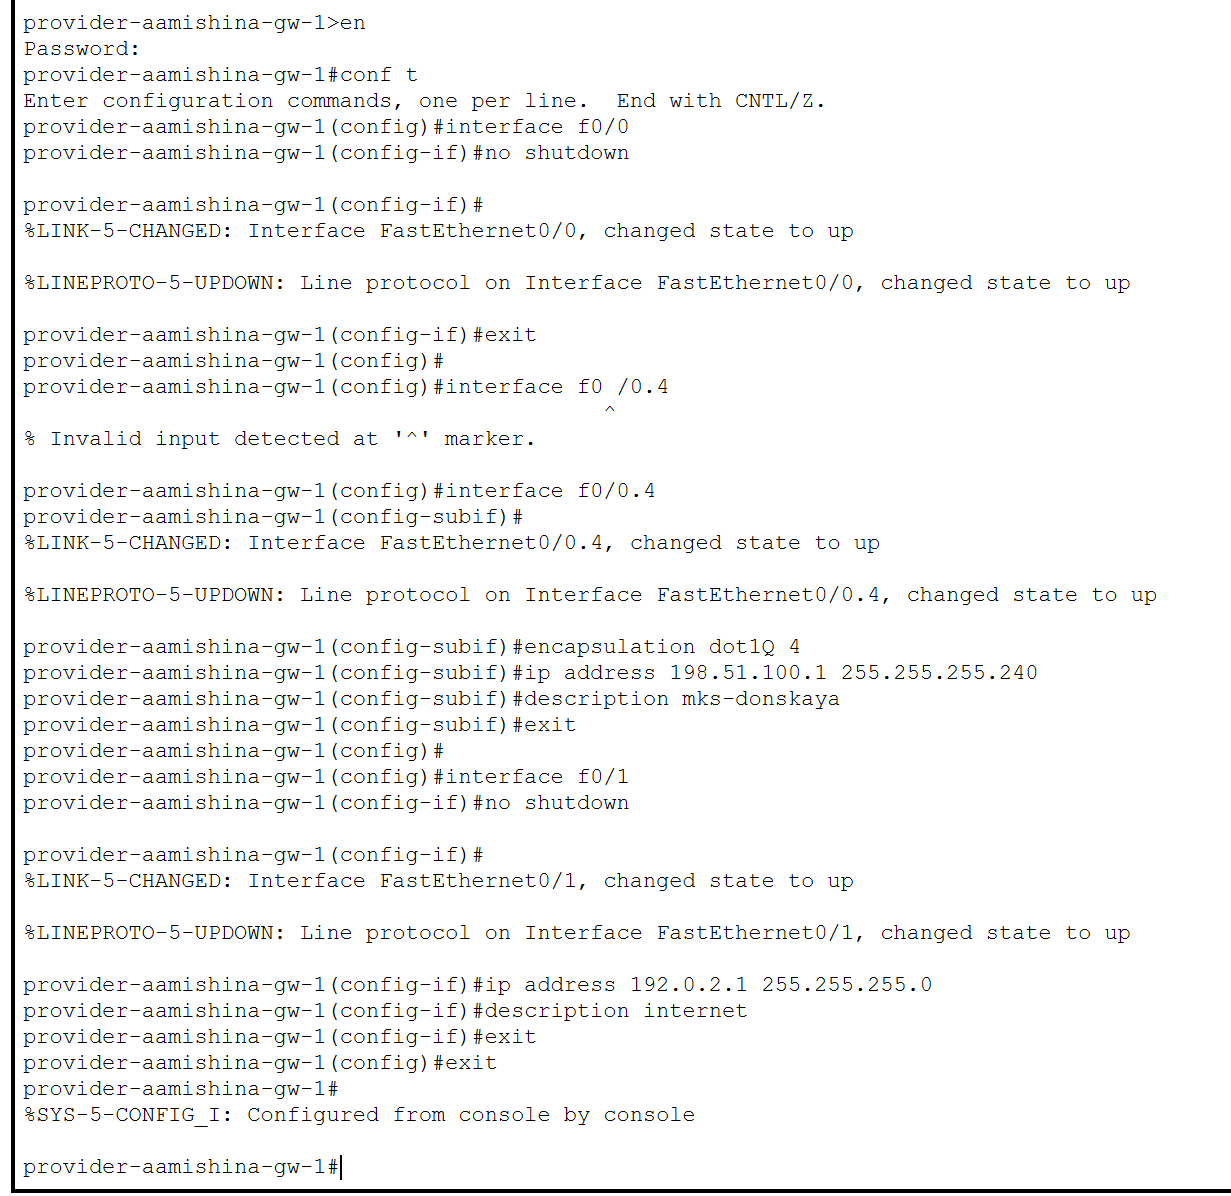 provider-aamishina-gw-1>en
Password:
provider-aamishina-gw-1#conf t
Enter configuration commands, one per line.  End with CNTL/Z.
provider-aamishina-gw-1(config)#interface f0/0
provider-aamishina-gw-1(config-if)#no shutdown
provider-aamishina-gw-1(config-if)#
%LINK-5-CHANGED: Interface FastEthernet0/0, changed state to up
%LINEPROTO-5-UPDOWN: Line protocol on Interface FastEthernet0/0, changed state to up
provider-aamishina-gw-1(config-if)#exit
provider-aamishina-gw-1(config)#
provider-aamishina-gw-1(config)#interface f0 /0.4
^
% Invalid input detected at '^' marker.
provider-aamishina-gw-1(config)#interface f0/0.4
provider-aamishina-gw-1(config-subif)#
%LINK-5-CHANGED: Interface FastEthernet0/0.4, changed state to up
%LINEPROTO-5-UPDOWN: Line protocol on Interface FastEthernet0/0.4, changed state to up
provider-aamishina-gw-1(config-subif)#encapsulation dot1Q 4
provider-aamishina-gw-1(config-subif)#ip address 198.51.100.1 255.255.255.240
provider-aamishina-gw-1(config-subif)#description mks-donskaya
provider-aamishina-gw-1(config-subif)#exit
provider-aamishina-gw-1(config)#
provider-aamishina-gw-1(config)#interface f0/1
provider-aamishina-gw-1(config-if)#no shutdown
provider-aamishina-gw-1(config-if)#
%LINK-5-CHANGED: Interface FastEthernet0/1, changed state to up
%LINEPROTO-5-UPDOWN: Line protocol on Interface FastEthernet0/1, changed state to up
provider-aamishina-gw-1(config-if)#ip address 192.0.2.1 255.255.255.0
provider-aamishina-gw-1(config-if)#description internet
provider-aamishina-gw-1(config-if)#exit
provider-aamishina-gw-1(config)#exit
provider-aamishina-gw-1#
%SYS-5-CONFIG_I: Configured from console by console
provider-aamishina-gw-1#